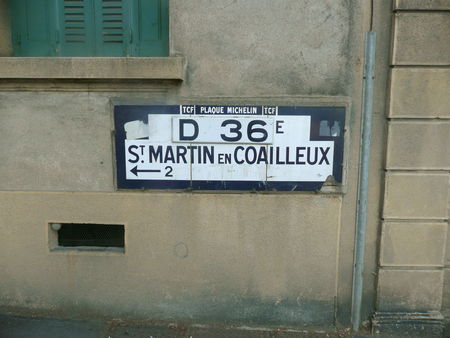 TCF PLAQUE MICHELIN TCF
D 36E
ST MARTIN EN COAILLEUX
← 2